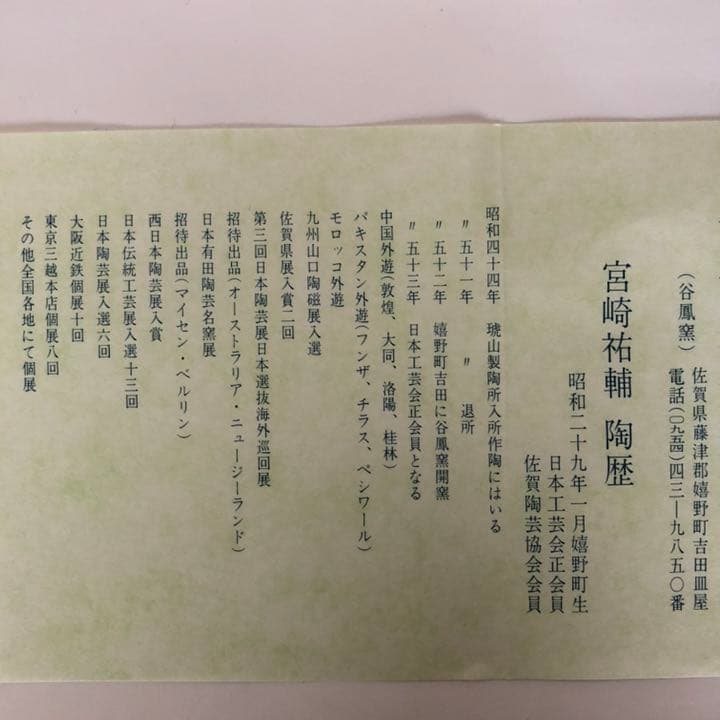 (谷鳳窯)
佐賀県藤津郡嬉野町吉田皿屋
電話(〇九五四)四三―九八五〇番
宮崎祐輔 陶歴
昭和二十九年一月嬉野町生
日本工芸会正会員
佐賀陶芸協会会員
昭和四十四年 琥山製陶所入所作陶にはいる
〃五十一年 〃 退所
〃五十二年 嬉野町吉田に谷鳳窯開窯
〃五十三年 日本工芸会正会員となる
中国外遊(敦煌、大同、洛陽、桂林)
パキスタン外遊(フンザ、チラス、ペシワール)
モロッコ外遊
九州山口陶磁展入選
佐賀県展入賞二回
第三回日本陶芸展日本選抜海外巡回展
招待出品(オーストラリア・ニュージーランド)
日本有田陶芸名窯展
招待出品(マイセン・ベルリン)
西日本陶芸展入賞
日本伝統工芸展入選十三回
日本陶芸展入選六回
大阪近鉄個展十回
東京三越本店個展八回
その他全国各地にて個展